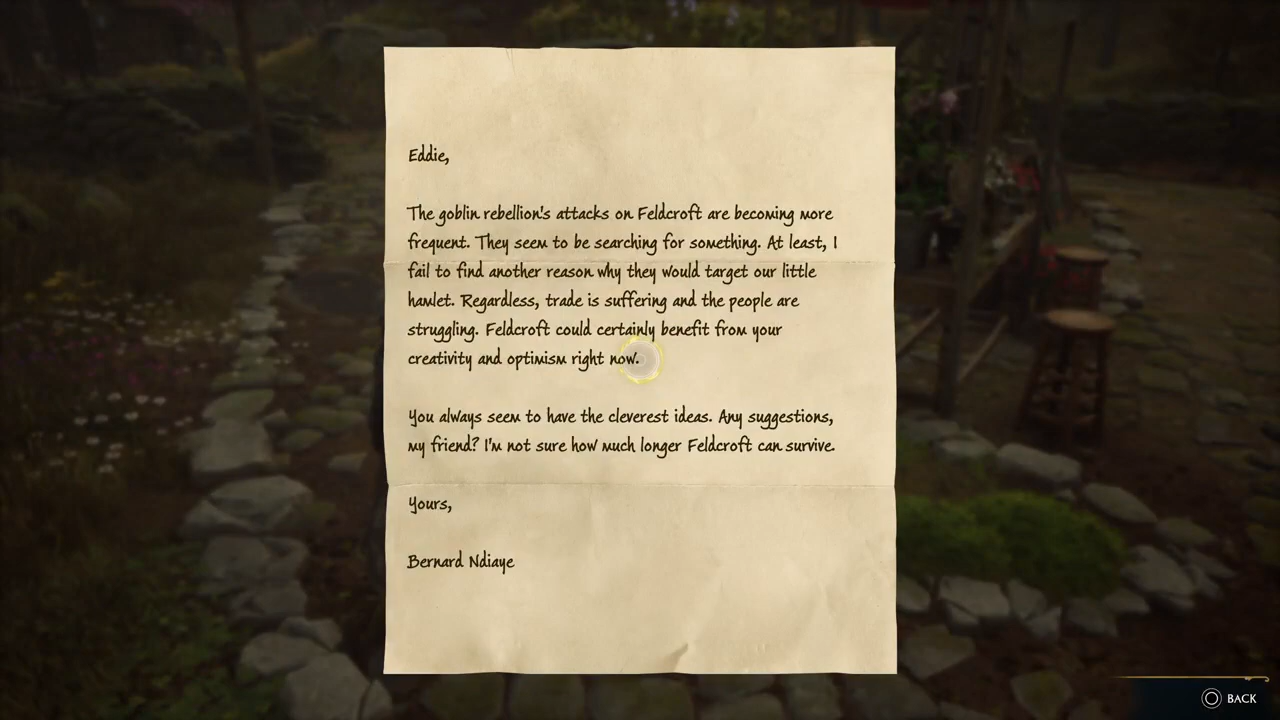 Eddie,
The goblin rebellion's attacks on Feldcroft are becoming more
frequent. They seem to be searching for something. At least, I
fail to find another reason why they would target our little
hamlet. Regardless, trade is suffering and the people are
struggling. Feldcroft could certainly benefit from your
creativity and optimism right now.
You always seem to have the cleverest ideas. Any suggestions,
my friend? I'm not sure how much longer Feldcroft can survive.
Yours,
Bernard Ndiaye
BACK